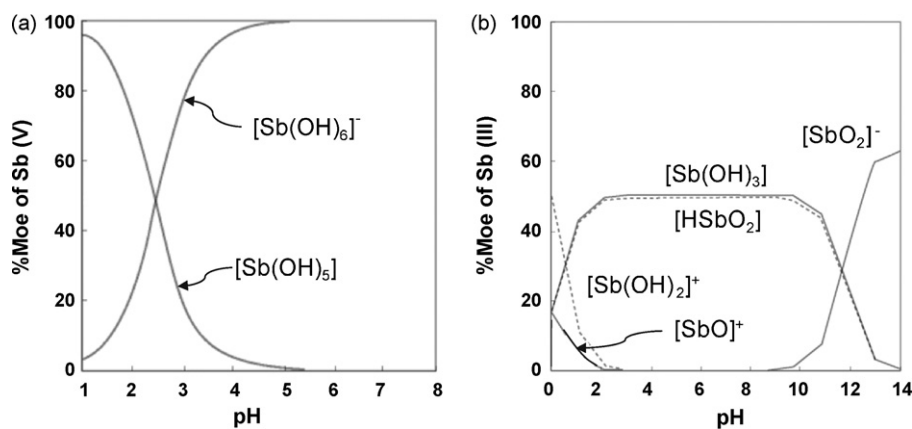 (a)
100
80
60
40
20
0
%Moe of Sb (V)
[Sb(OH)₆]⁻
[Sb(OH)₅]
1 2 3 4 5 6 7 8
pH
(b)
100
80
60
40
20
0
%Moe of Sb (III)
[SbO₂]⁻
[Sb(OH)₃]
[HSbO₂]
[Sb(OH)₂]⁺
[SbO]⁺
0 2 4 6 8 10 12 14
pH